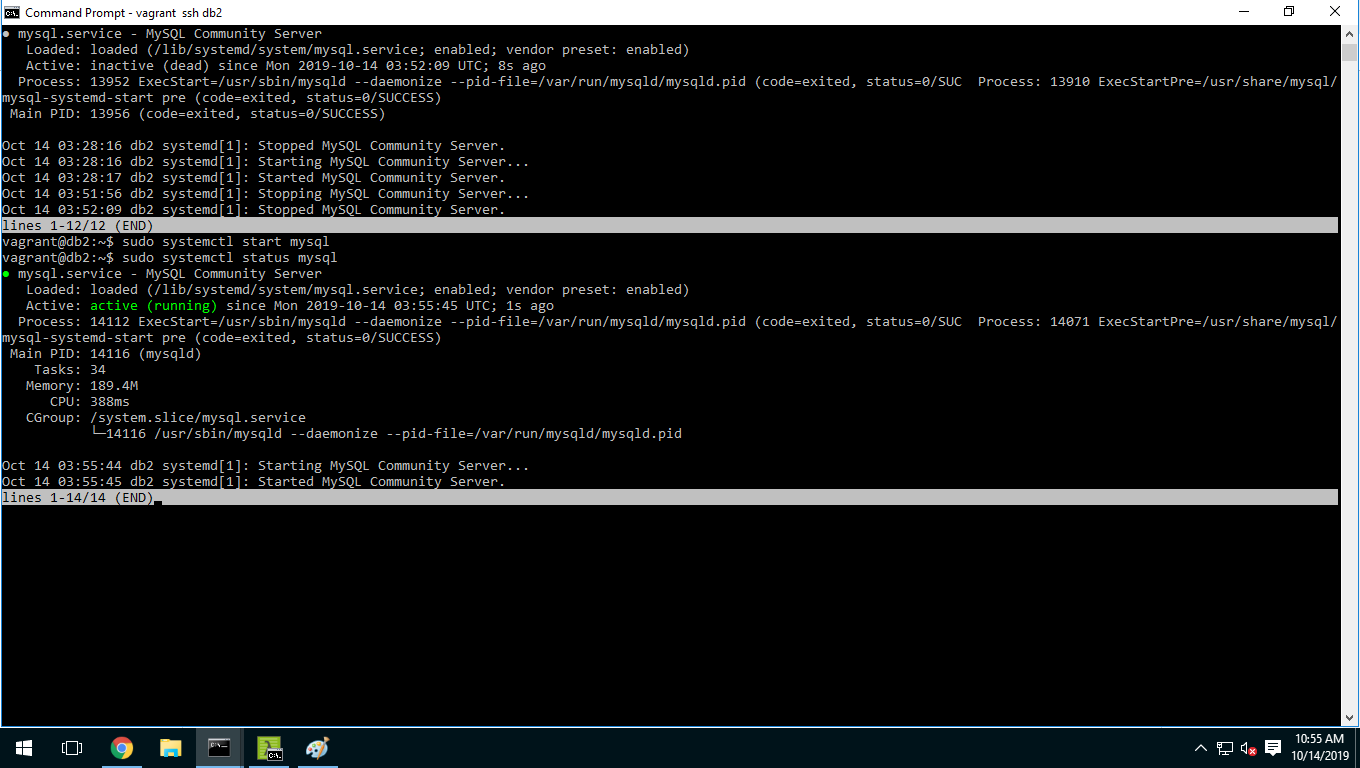 Command Prompt - vagrant ssh db2
● mysql.service - MySQL Community Server
   Loaded: loaded (/lib/systemd/system/mysql.service; enabled; vendor preset: enabled)
   Active: inactive (dead) since Mon 2019-10-14 03:52:09 UTC; 8s ago
  Process: 13952 ExecStart=/usr/sbin/mysqld --daemonize --pid-file=/var/run/mysqld/mysqld.pid (code=exited, status=0/SUC  Process: 13910 ExecStartPre=/usr/share/mysql/
mysql-systemd-start pre (code=exited, status=0/SUCCESS)
 Main PID: 13956 (code=exited, status=0/SUCCESS)
Oct 14 03:28:16 db2 systemd[1]: Stopped MySQL Community Server.
Oct 14 03:28:16 db2 systemd[1]: Starting MySQL Community Server...
Oct 14 03:28:17 db2 systemd[1]: Started MySQL Community Server.
Oct 14 03:51:56 db2 systemd[1]: Stopping MySQL Community Server...
Oct 14 03:52:09 db2 systemd[1]: Stopped MySQL Community Server.
lines 1-12/12 (END)
vagrant@db2:~$ sudo systemctl start mysql
vagrant@db2:~$ sudo systemctl status mysql
● mysql.service - MySQL Community Server
   Loaded: loaded (/lib/systemd/system/mysql.service; enabled; vendor preset: enabled)
   Active: active (running) since Mon 2019-10-14 03:55:45 UTC; 1s ago
  Process: 14112 ExecStart=/usr/sbin/mysqld --daemonize --pid-file=/var/run/mysqld/mysqld.pid (code=exited, status=0/SUC  Process: 14071 ExecStartPre=/usr/share/mysql/
mysql-systemd-start pre (code=exited, status=0/SUCCESS)
 Main PID: 14116 (mysqld)
    Tasks: 34
   Memory: 189.4M
      CPU: 388ms
   CGroup: /system.slice/mysql.service
           └─14116 /usr/sbin/mysqld --daemonize --pid-file=/var/run/mysqld/mysqld.pid
Oct 14 03:55:44 db2 systemd[1]: Starting MySQL Community Server...
Oct 14 03:55:45 db2 systemd[1]: Started MySQL Community Server.
lines 1-14/14 (END)
10:55 AM
10/14/2019